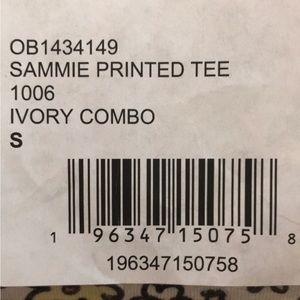 OB1434149
SAMMIE PRINTED TEE
1006
IVORY COMBO
S
1 96347 15075 8
196347150758